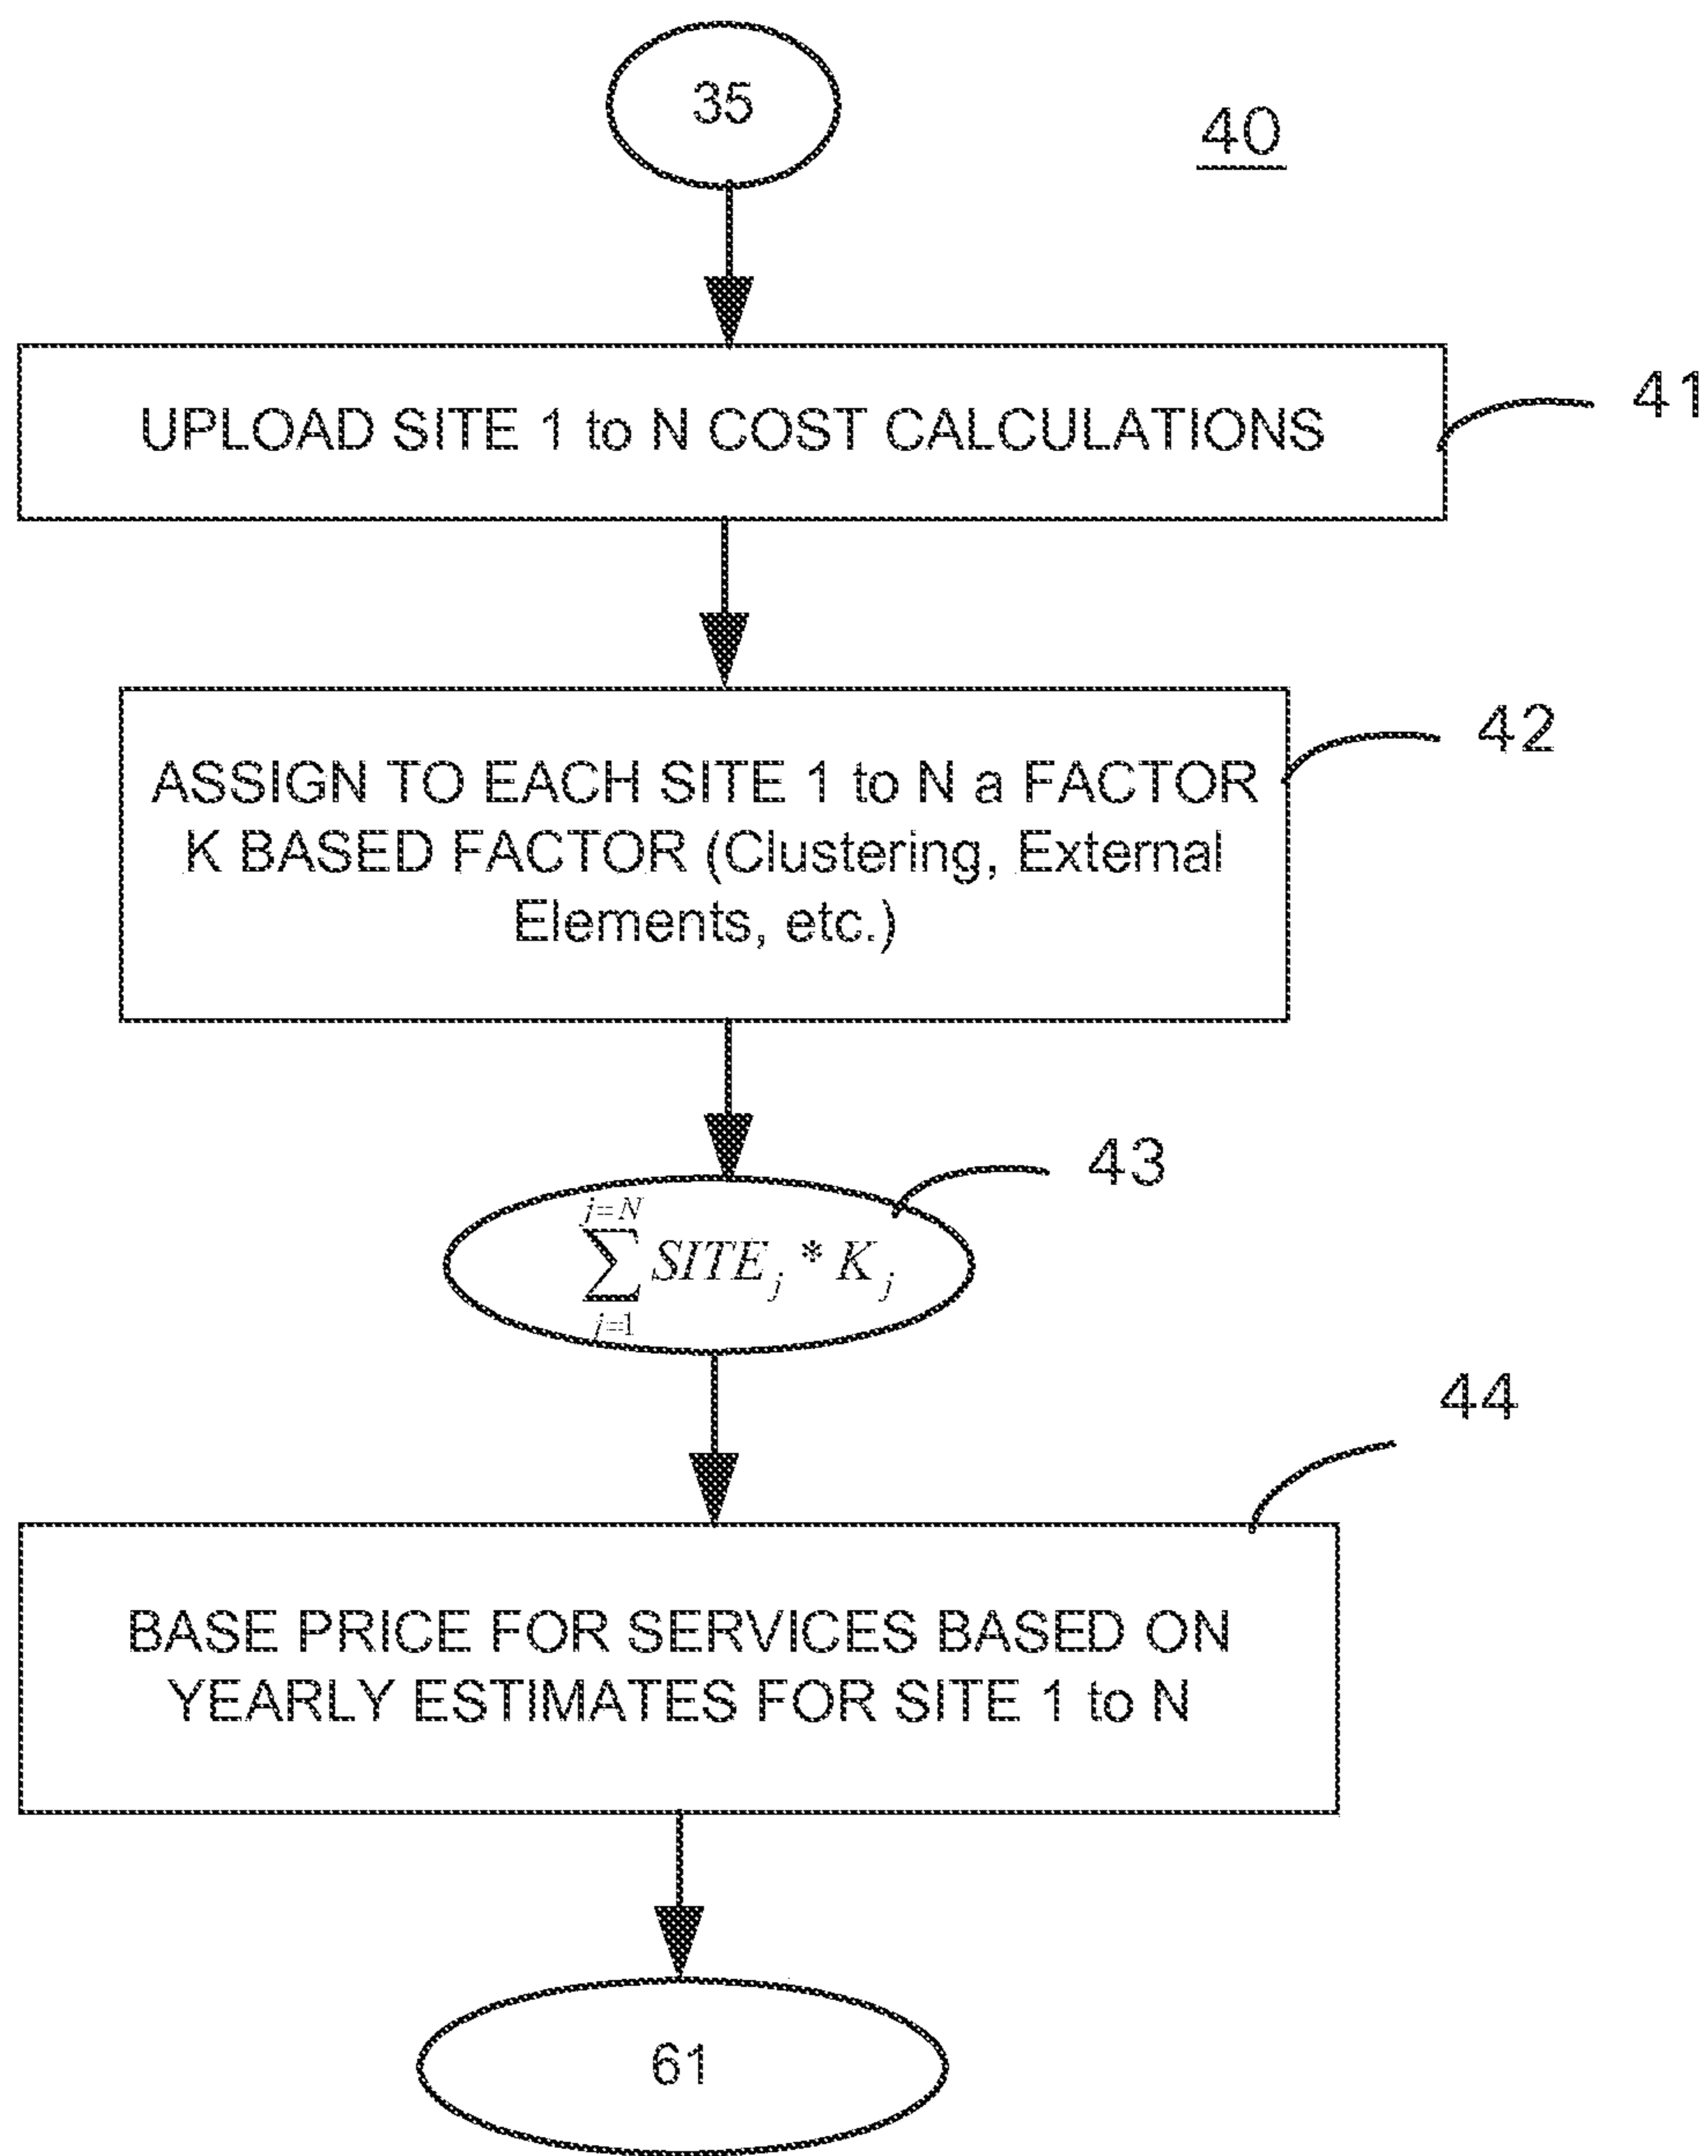 35
40
UPLOAD SITE 1 to N COST CALCULATIONS
41
ASSIGN TO EACH SITE 1 to N a FACTOR
K BASED FACTOR (Clustering, External
Elements, etc.)
42
43
j=N
∑ SITE_j * K_j
j=1
44
BASE PRICE FOR SERVICES BASED ON
YEARLY ESTIMATES FOR SITE 1 to N
61